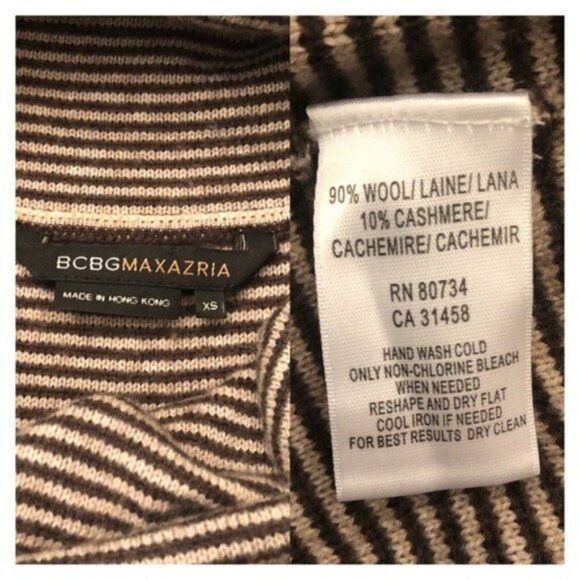 BCBGMAXAZRIA
MADE IN HONG KONG
XS
90% WOOL/ LAINE/ LANA
10% CASHMERE/
CACHEMIRE/ CACHEMIR
RN 80734
CA 31458
HAND WASH COLD
ONLY NON-CHLORINE BLEACH
WHEN NEEDED
RESHAPE AND DRY FLAT
COOL IRON IF NEEDED
FOR BEST RESULTS DRY CLEAN